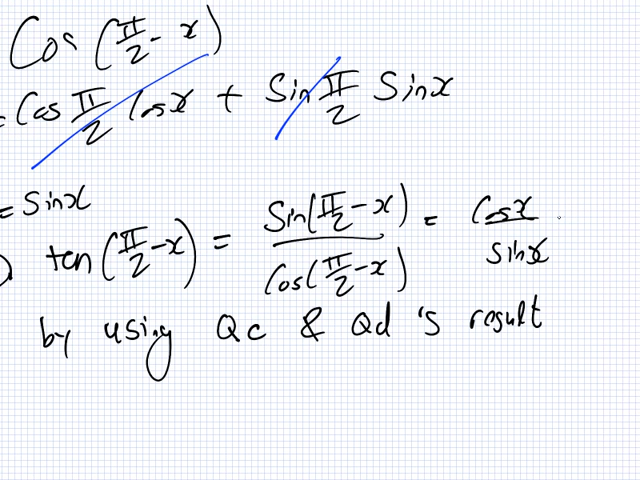 Cos (π/2 - x)
= Cos π/2 Cos x + Sin π/2 Sin x
= Sin x
) tan (π/2 - x) = Sin(π/2 - x) / Cos(π/2 - x) = Cos x / sin x
by using Qc & Qd 's result